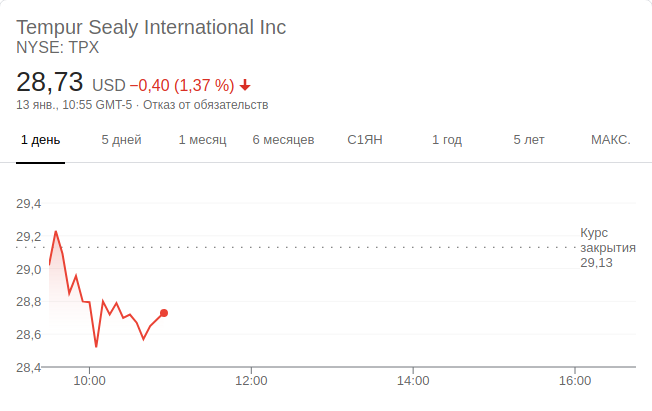 Tempur Sealy International Inc
NYSE: TPX
28,73 USD −0,40 (1,37 %)
13 янв., 10:55 GMT-5 · Отказ от обязательств
1 день 5 дней 1 месяц 6 месяцев С1ЯН 1 год 5 лет МАКС.
29,4
29,2
29,0
28,8
28,6
28,4
Курс
закрытия
29,13
10:00 12:00 14:00 16:00